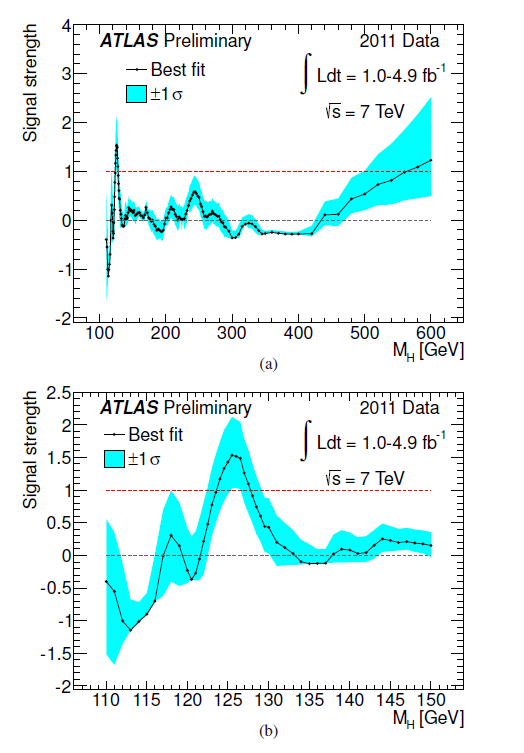 Signal strength
4
3
2
1
0
-1
-2
ATLAS Preliminary
2011 Data
Best fit
±1 σ
∫ Ldt = 1.0-4.9 fb⁻¹
√s = 7 TeV
100 200 300 400 500 600
M_H [GeV]
(a)
Signal strength
2.5
2
1.5
1
0.5
0
-0.5
-1
-1.5
-2
ATLAS Preliminary
2011 Data
Best fit
±1 σ
∫ Ldt = 1.0-4.9 fb⁻¹
√s = 7 TeV
110 115 120 125 130 135 140 145 150
M_H [GeV]
(b)